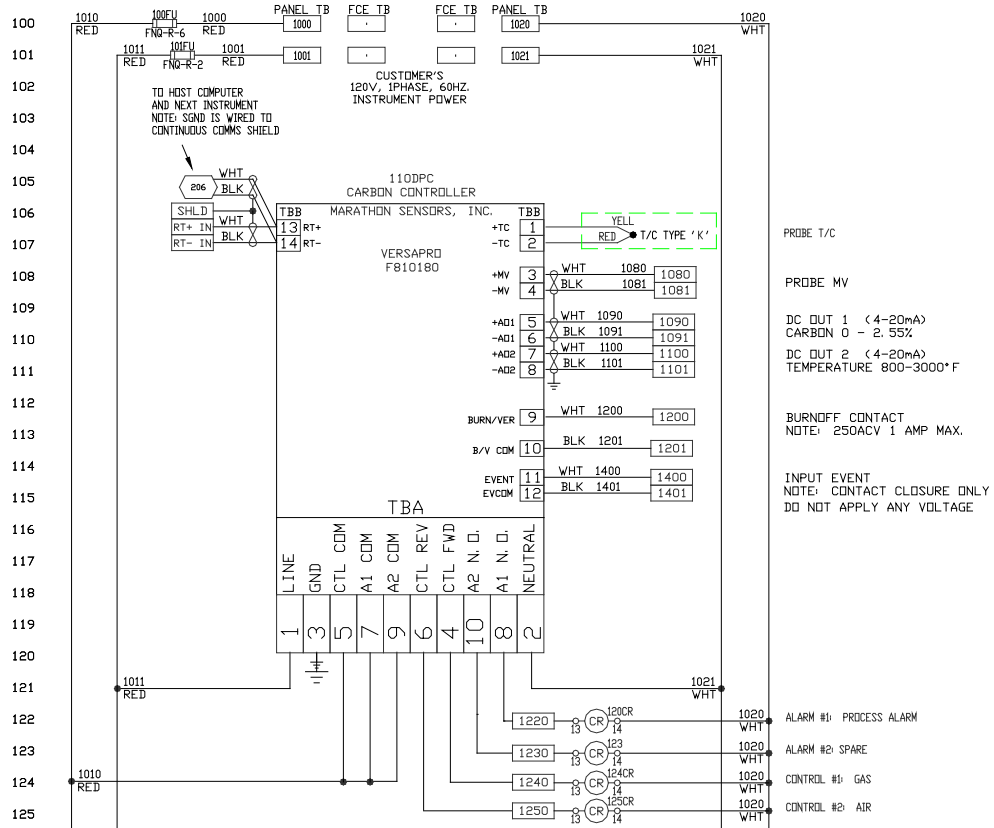 100 1010 RED 100FU FNQ-R-6 1000 RED PANEL TB 1000 FCE TB FCE TB PANEL TB 1020 1020 WHT
101 1011 RED 101FU FNQ-R-2 1001 RED 1001 1021 1021 WHT
102 CUSTOMER'S
120V, 1PHASE, 60HZ.
INSTRUMENT POWER
TO HOST COMPUTER
AND NEXT INSTRUMENT
103 NOTE: SGND IS WIRED TO
CONTINUOUS COMMS SHIELD
104
105 206 WHT
BLK
110DPC
CARBON CONTROLLER
MARATHON SENSORS, INC.
VERSAPRO
F810180
106 SHLD TBB TBB
RT+ IN WHT 13 RT+ +TC 1 YELL
107 RT- IN BLK 14 RT- -TC 2 RED T/C TYPE 'K' PROBE T/C
108 +MV 3 WHT 1080 1080
-MV 4 BLK 1081 1081 PROBE MV
109
+AO1 5 WHT 1090 1090 DC OUT 1 (4-20mA)
110 -AO1 6 BLK 1091 1091 CARBON 0 - 2.55%
+AO2 7 WHT 1100 1100 DC OUT 2 (4-20mA)
111 -AO2 8 BLK 1101 1101 TEMPERATURE 800-3000°F
112
BURN/VER 9 WHT 1200 1200 BURNOFF CONTACT
113 NOTE: 250ACV 1 AMP MAX.
B/V COM 10 BLK 1201 1201
114
EVENT 11 WHT 1400 1400 INPUT EVENT
115 EVCOM 12 BLK 1401 1401 NOTE: CONTACT CLOSURE ONLY
DO NOT APPLY ANY VOLTAGE
TBA
116
117 LINE GND CTL COM A1 COM A2 COM CTL REV CTL FWD A2 N.O. A1 N.O. NEUTRAL
118
119 1 3 5 7 9 6 4 10 8 2
120
121 1011 RED 1021 WHT
122 1220 13 CR 120CR 14 1020 WHT ALARM #1: PROCESS ALARM
123 1230 13 CR 123 14 1020 WHT ALARM #2: SPARE
124 1010 RED 1240 13 CR 124CR 14 1020 WHT CONTROL #1: GAS
125 1250 13 CR 125CR 14 1020 WHT CONTROL #2: AIR